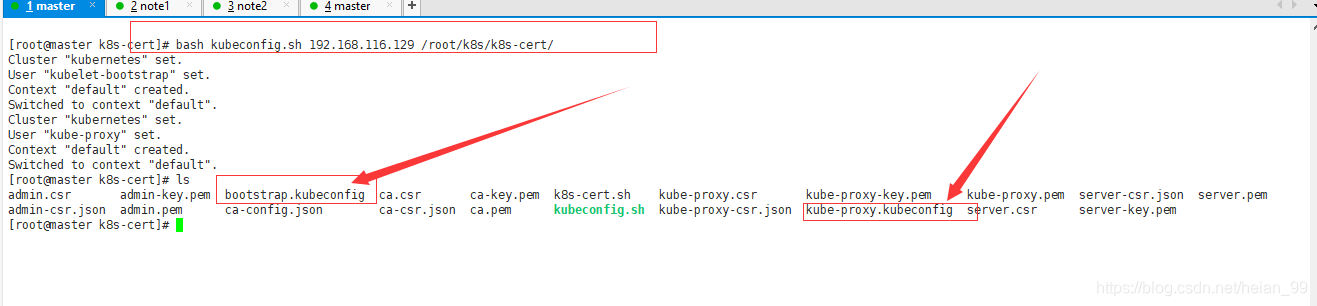 1 master × 2 note1 × 3 note2 × 4 master × +
[root@master k8s-cert]# bash kubeconfig.sh 192.168.116.129 /root/k8s/k8s-cert/
Cluster "kubernetes" set.
User "kubelet-bootstrap" set.
Context "default" created.
Switched to context "default".
Cluster "kubernetes" set.
User "kube-proxy" set.
Context "default" created.
Switched to context "default".
[root@master k8s-cert]# ls
admin.csr admin-key.pem bootstrap.kubeconfig ca.csr ca-key.pem k8s-cert.sh kube-proxy.csr kube-proxy-key.pem kube-proxy.pem server-csr.json server.pem
admin-csr.json admin.pem ca-config.json ca-csr.json ca.pem kubeconfig.sh kube-proxy-csr.json kube-proxy.kubeconfig server.csr server-key.pem
[root@master k8s-cert]#
https://blog.csdn.net/heian_99